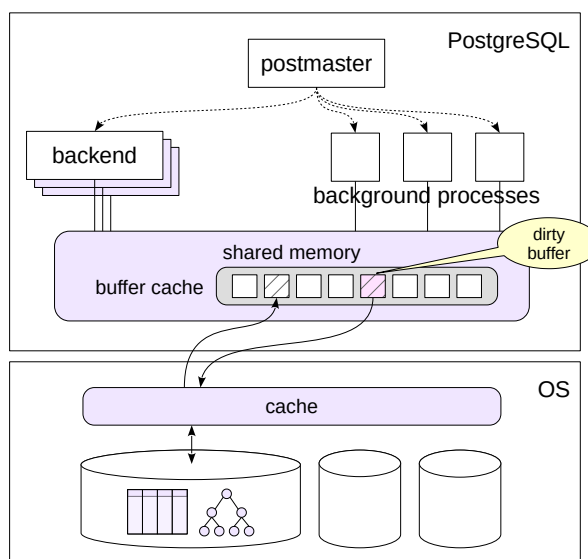 PostgreSQL
postmaster
backend
background processes
shared memory
dirty
buffer
buffer cache
OS
cache